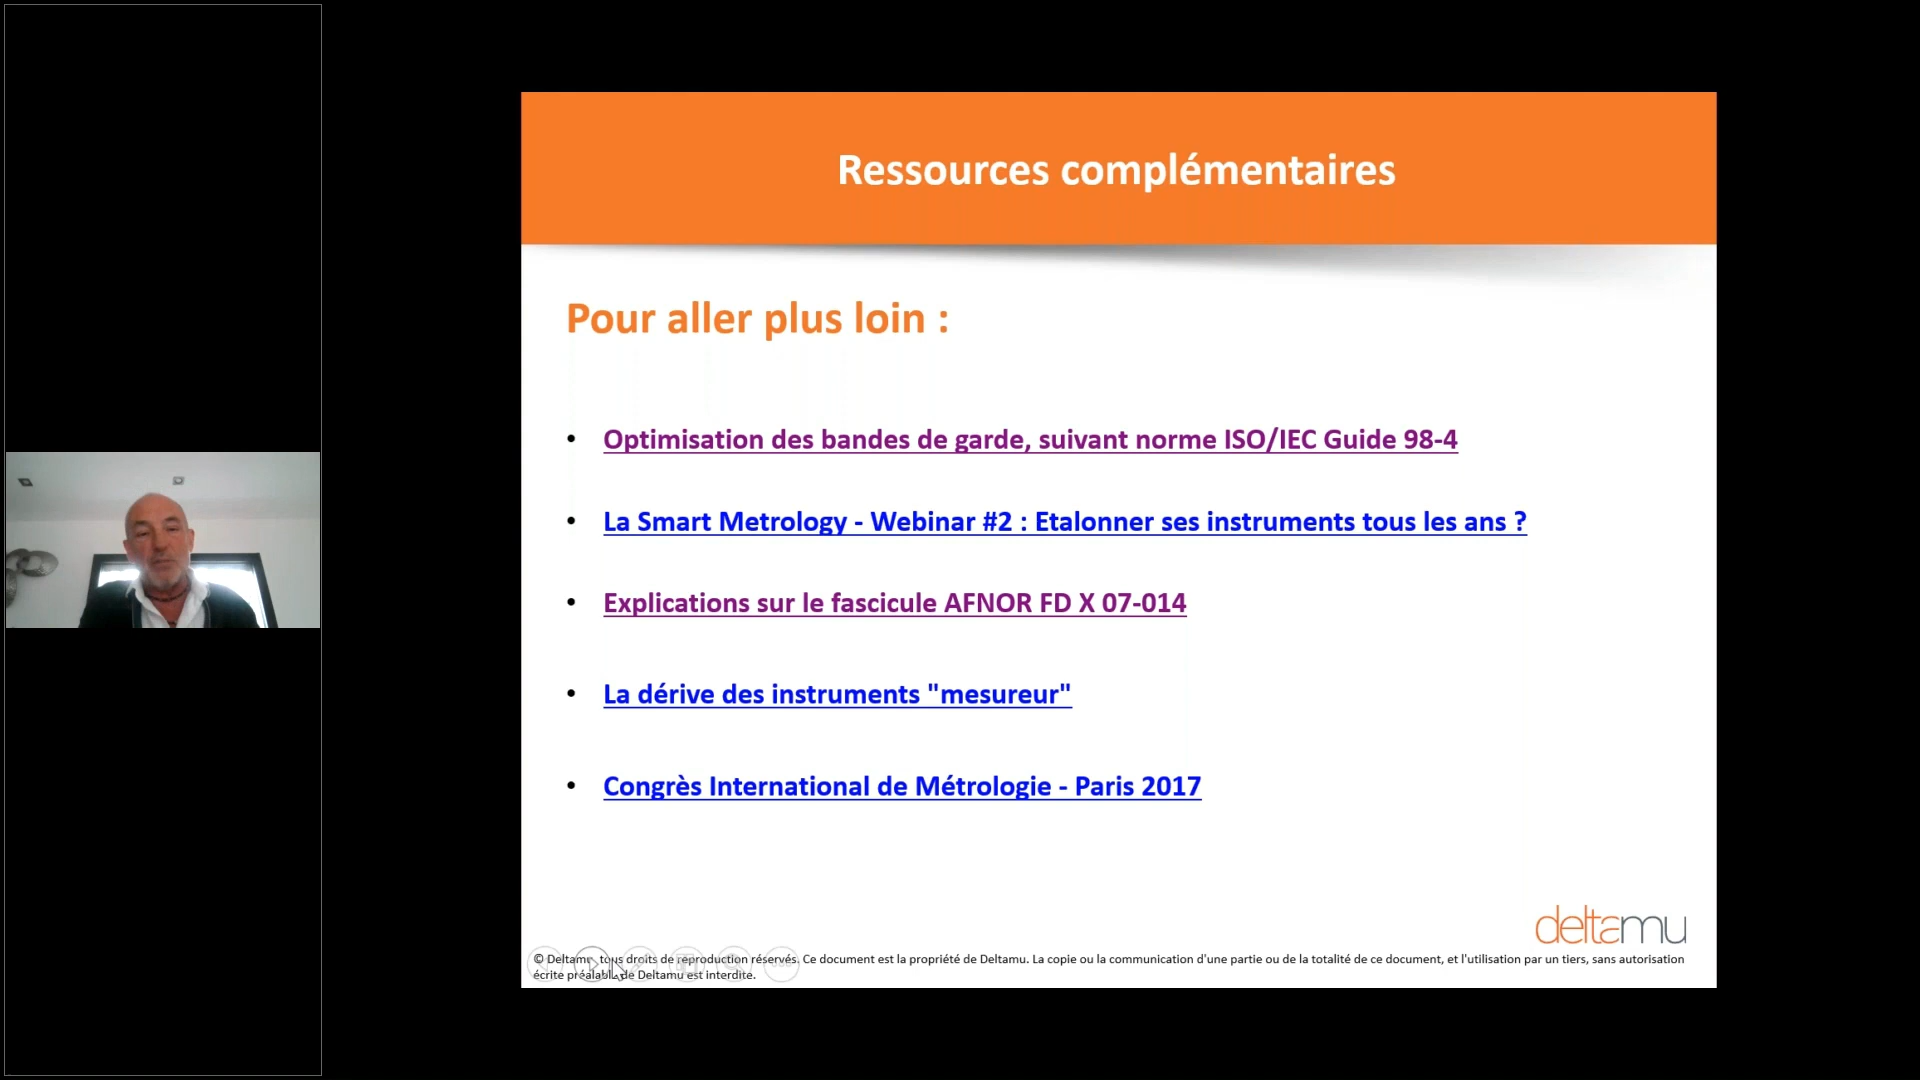 Ressources complémentaires
Pour aller plus loin :
• Optimisation des bandes de garde, suivant norme ISO/IEC Guide 98-4
• La Smart Metrology - Webinar #2 : Etalonner ses instruments tous les ans ?
• Explications sur le fascicule AFNOR FD X 07-014
• La dérive des instruments "mesureur"
• Congrès International de Métrologie - Paris 2017
deltamu
© Deltamu, tous droits de reproduction réservés. Ce document est la propriété de Deltamu. La copie ou la communication d'une partie ou de la totalité de ce document, et l'utilisation par un tiers, sans autorisation
écrite préalable de Deltamu est interdite.